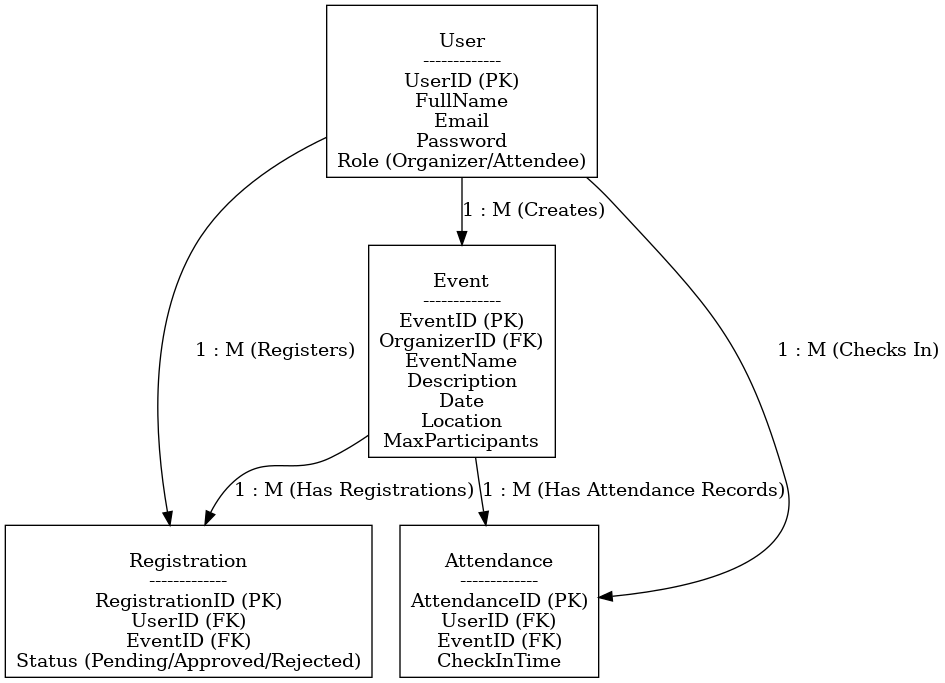 User
-------------
UserID (PK)
FullName
Email
Password
Role (Organizer/Attendee)
1 : M (Creates)
Event
-------------
EventID (PK)
OrganizerID (FK)
EventName
Description
Date
Location
MaxParticipants
1 : M (Registers)
1 : M (Checks In)
1 : M (Has Registrations)
1 : M (Has Attendance Records)
Registration
-------------
RegistrationID (PK)
UserID (FK)
EventID (FK)
Status (Pending/Approved/Rejected)
Attendance
-------------
AttendanceID (PK)
UserID (FK)
EventID (FK)
CheckInTime